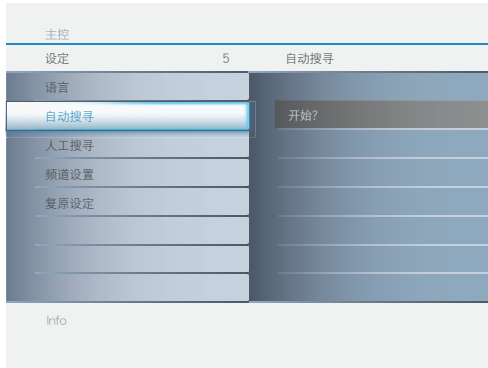 主控
设定 5 自动搜寻
语言
自动搜寻 开始?
人工搜寻
频道设置
复原设定
Info